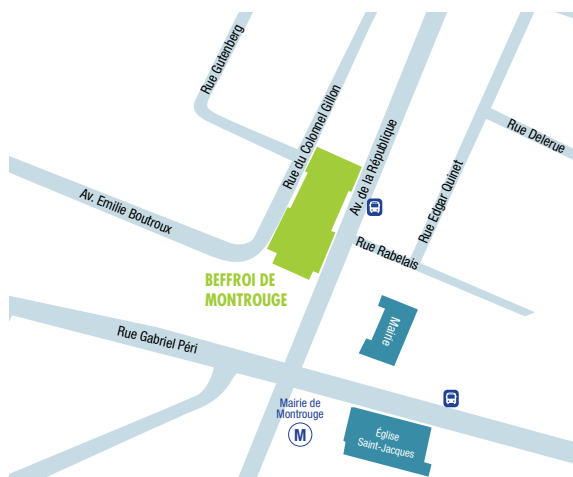 Rue Gutenberg
Rue du Colonnel Gillon
Av. de la République
Rue Delerue
Rue Edgar Quinet
Av. Emilie Boutroux
Rue Rabelais
BEFFROI DE
MONTROUGE
Mairie
Rue Gabriel Péri
Mairie de
Montrouge
M
Église
Saint-Jacques